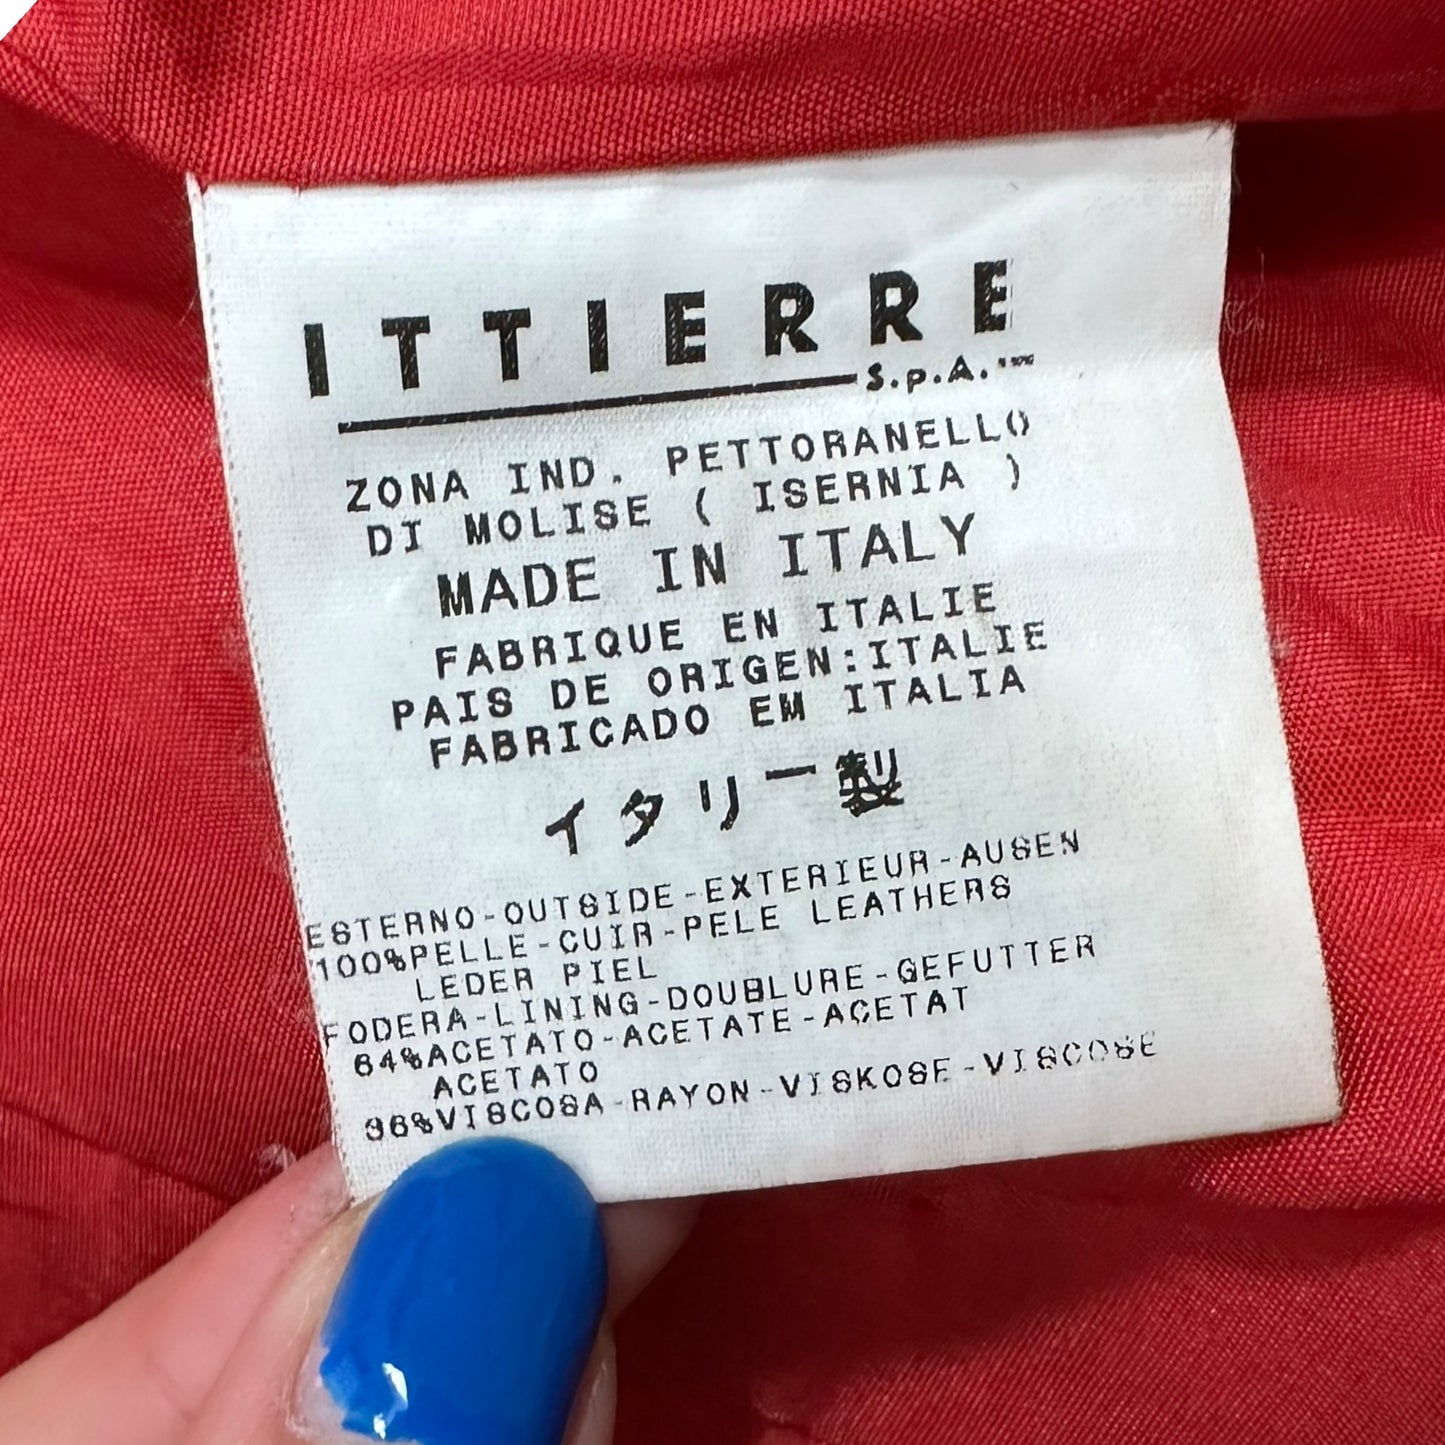 ITTIERRE
S.p.A.
ZONA IND. PETTORANELLO
DI MOLISE ( ISERNIA )
MADE IN ITALY
FABRIQUE EN ITALIE
PAIS DE ORIGEN:ITALIE
FABRICADO EM ITALIA
イタリー製
ESTERNO-OUTSIDE-EXTERIEUR-AUSEN
100%PELLE-CUIR-PELE LEATHERS
LEDER PIEL
FODERA-LINING-DOUBLURE-GEFUTTER
64%ACETATO-ACETATE-ACETAT
ACETATO
36%VISCOSA-RAYON-VISKOSE-VISCOSE